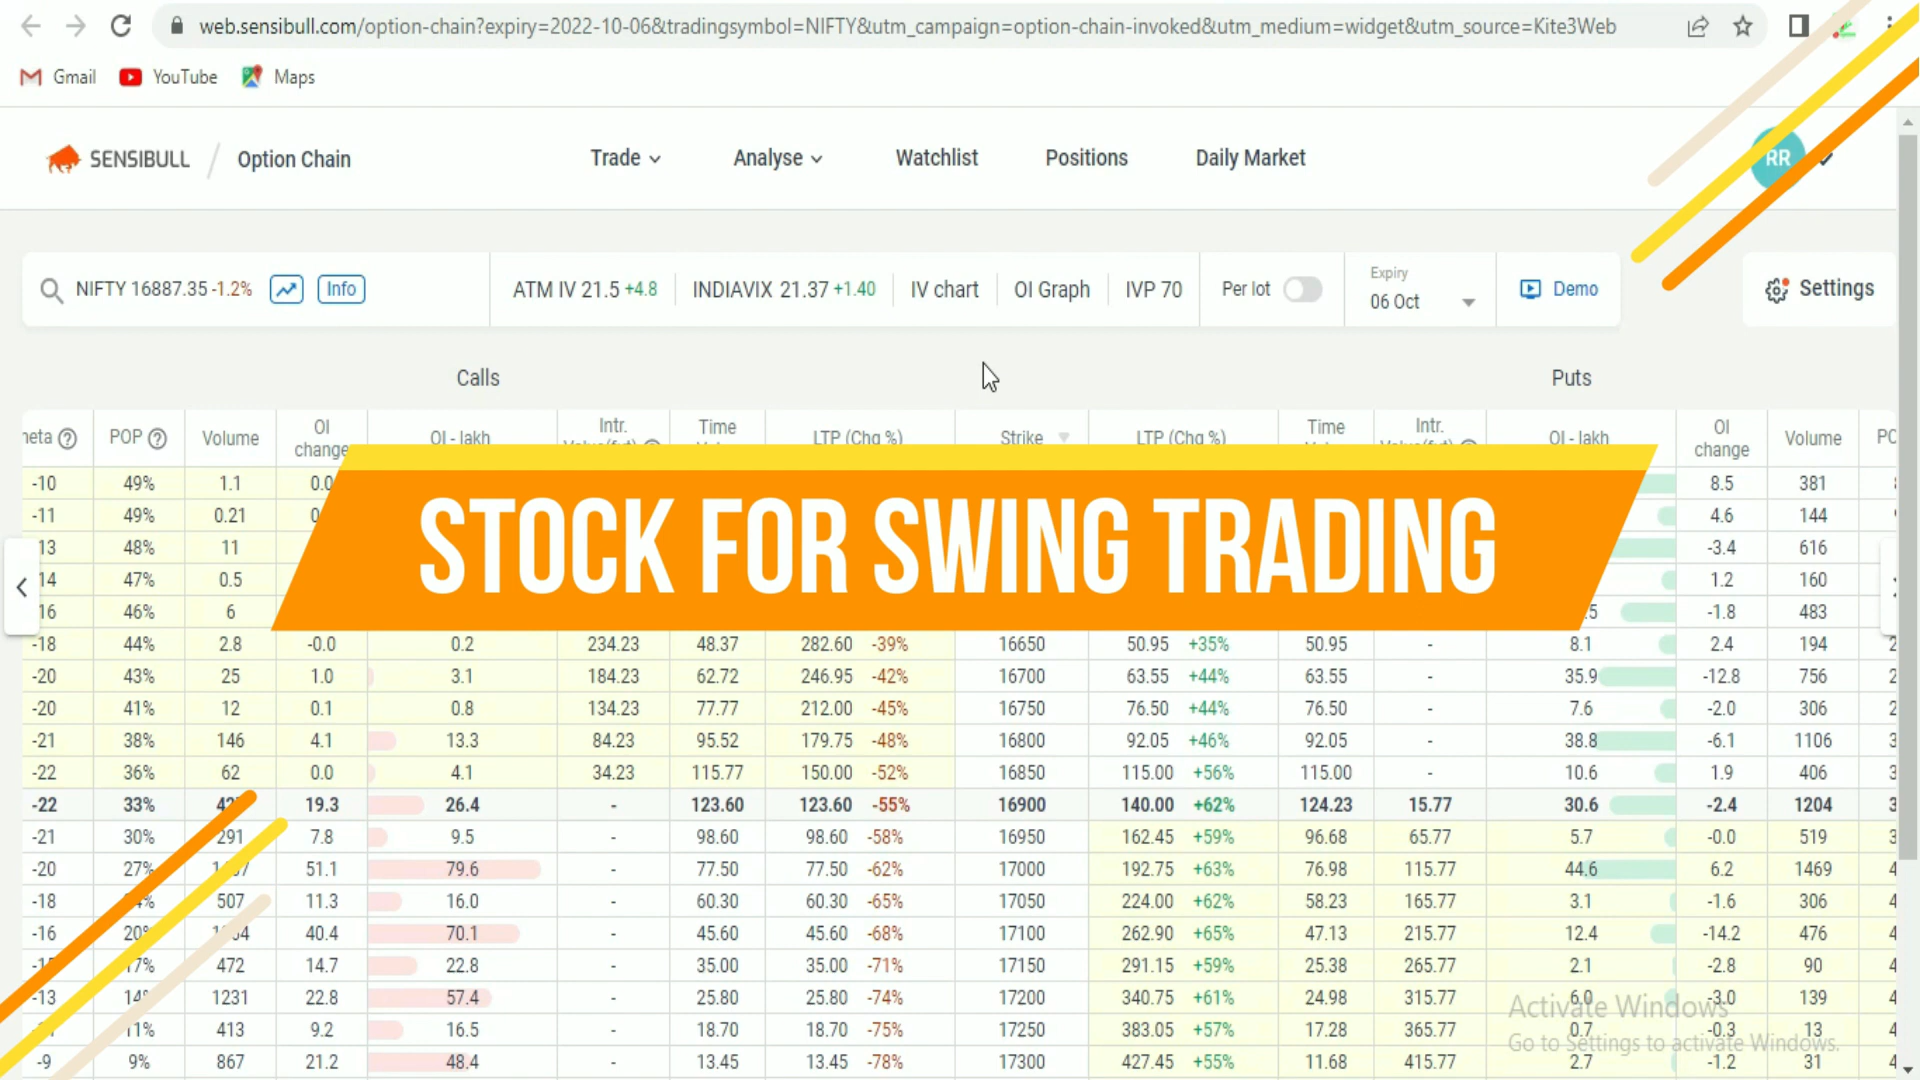 web.sensibull.com/option-chain?expiry=2022-10-06&tradingsymbol=NIFTY&utm_campaign=option-chain-invoked&utm_medium=widget&utm_source=Kite3Web
Gmail YouTube Maps
SENSIBULL / Option Chain Trade Analyse Watchlist Positions Daily Market RR
NIFTY 16887.35 -1.2% Info ATM IV 21.5 +4.8 INDIAVIX 21.37 +1.40 IV chart OI Graph IVP 70 Per lot Expiry 06 Oct Demo Settings
Calls Puts
POP Volume OI change OI - lakh Intr. Time LTP (Chg %) Strike LTP (Chg %) Time Intr. OI - lakh OI change Volume
-10 49% 1.1 8.5 381
-11 49% 0.21 4.6 144
13 48% 11 -3.4 616
14 47% 0.5 1.2 160
16 46% 6 -1.8 483
STOCK FOR SWING TRADING
-18 44% 2.8 -0.0 0.2 234.23 48.37 282.60 -39% 16650 50.95 +35% 50.95 - 8.1 2.4 194
-20 43% 25 1.0 3.1 184.23 62.72 246.95 -42% 16700 63.55 +44% 63.55 - 35.9 -12.8 756
-20 41% 12 0.1 0.8 134.23 77.77 212.00 -45% 16750 76.50 +44% 76.50 - 7.6 -2.0 306
-21 38% 146 4.1 13.3 84.23 95.52 179.75 -48% 16800 92.05 +46% 92.05 - 38.8 -6.1 1106
-22 36% 62 0.0 4.1 34.23 115.77 150.00 -52% 16850 115.00 +56% 115.00 - 10.6 1.9 406
-22 33% 19.3 26.4 - 123.60 123.60 -55% 16900 140.00 +62% 124.23 15.77 30.6 -2.4 1204
-21 30% 291 7.8 9.5 - 98.60 98.60 -58% 16950 162.45 +59% 96.68 65.77 5.7 -0.0 519
-20 27% 51.1 79.6 - 77.50 77.50 -62% 17000 192.75 +63% 76.98 115.77 44.6 6.2 1469
-18 507 11.3 16.0 - 60.30 60.30 -65% 17050 224.00 +62% 58.23 165.77 3.1 -1.6 306
-16 20% 40.4 70.1 - 45.60 45.60 -68% 17100 262.90 +65% 47.13 215.77 12.4 -14.2 476
17% 472 14.7 22.8 - 35.00 35.00 -71% 17150 291.15 +59% 25.38 265.77 2.1 -2.8 90
-13 14% 1231 22.8 57.4 - 25.80 25.80 -74% 17200 340.75 +61% 24.98 315.77 6.0 -3.0 139
11% 413 9.2 16.5 - 18.70 18.70 -75% 17250 383.05 +57% 17.28 365.77 0.7 -0.3 13
-9 9% 867 21.2 48.4 - 13.45 13.45 -78% 17300 427.45 +55% 11.68 415.77 2.7 -1.2 31
Activate Windows
Go to Settings to activate Windows.